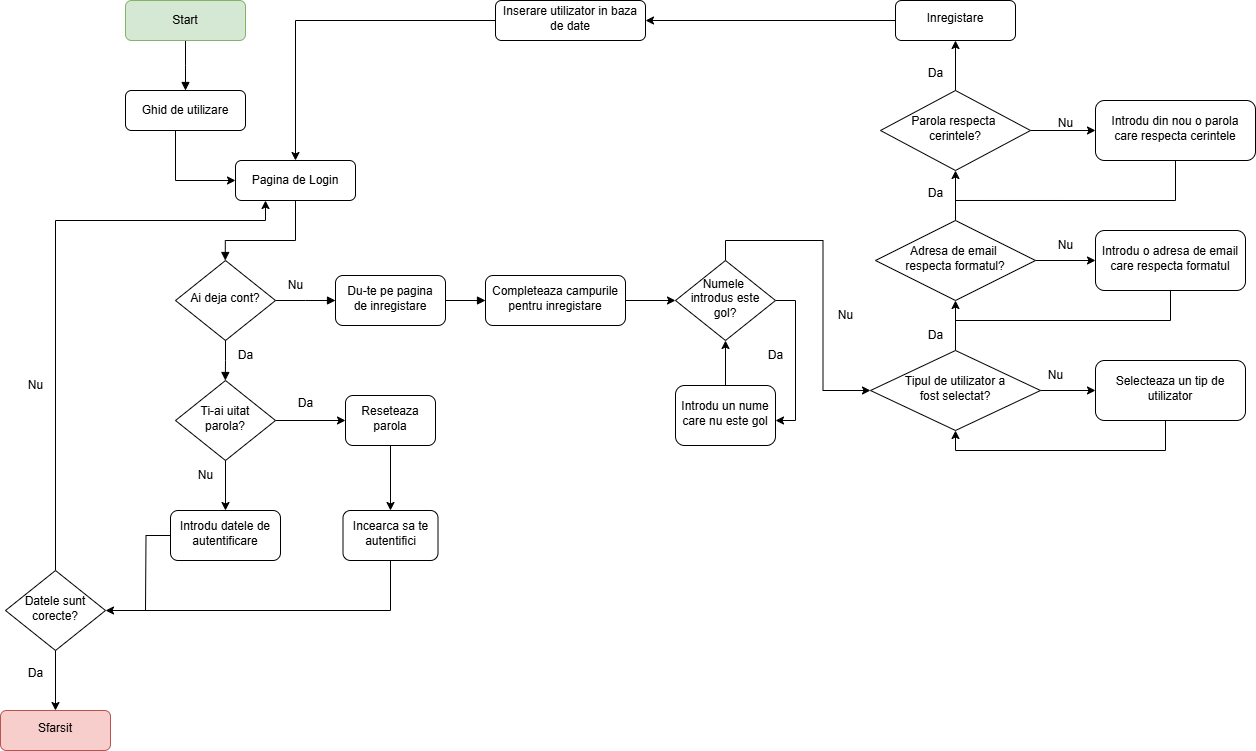 Start
Inserare utilizator in baza
de date
Inregistare
Da
Ghid de utilizare
Parola respecta
cerintele?
Nu
Introdu din nou o parola
care respecta cerintele
Pagina de Login
Da
Adresa de email
respecta formatul?
Nu
Introdu o adresa de email
care respecta formatul
Ai deja cont?
Nu
Du-te pe pagina
de inregistare
Completeaza campurile
pentru inregistare
Numele
introdus este
gol?
Nu
Da
Da
Da
Tipul de utilizator a
fost selectat?
Nu
Selecteaza un tip de
utilizator
Nu
Ti-ai uitat
parola?
Da
Reseteaza
parola
Introdu un nume
care nu este gol
Nu
Introdu datele de
autentificare
Incearca sa te
autentifici
Datele sunt
corecte?
Da
Sfarsit